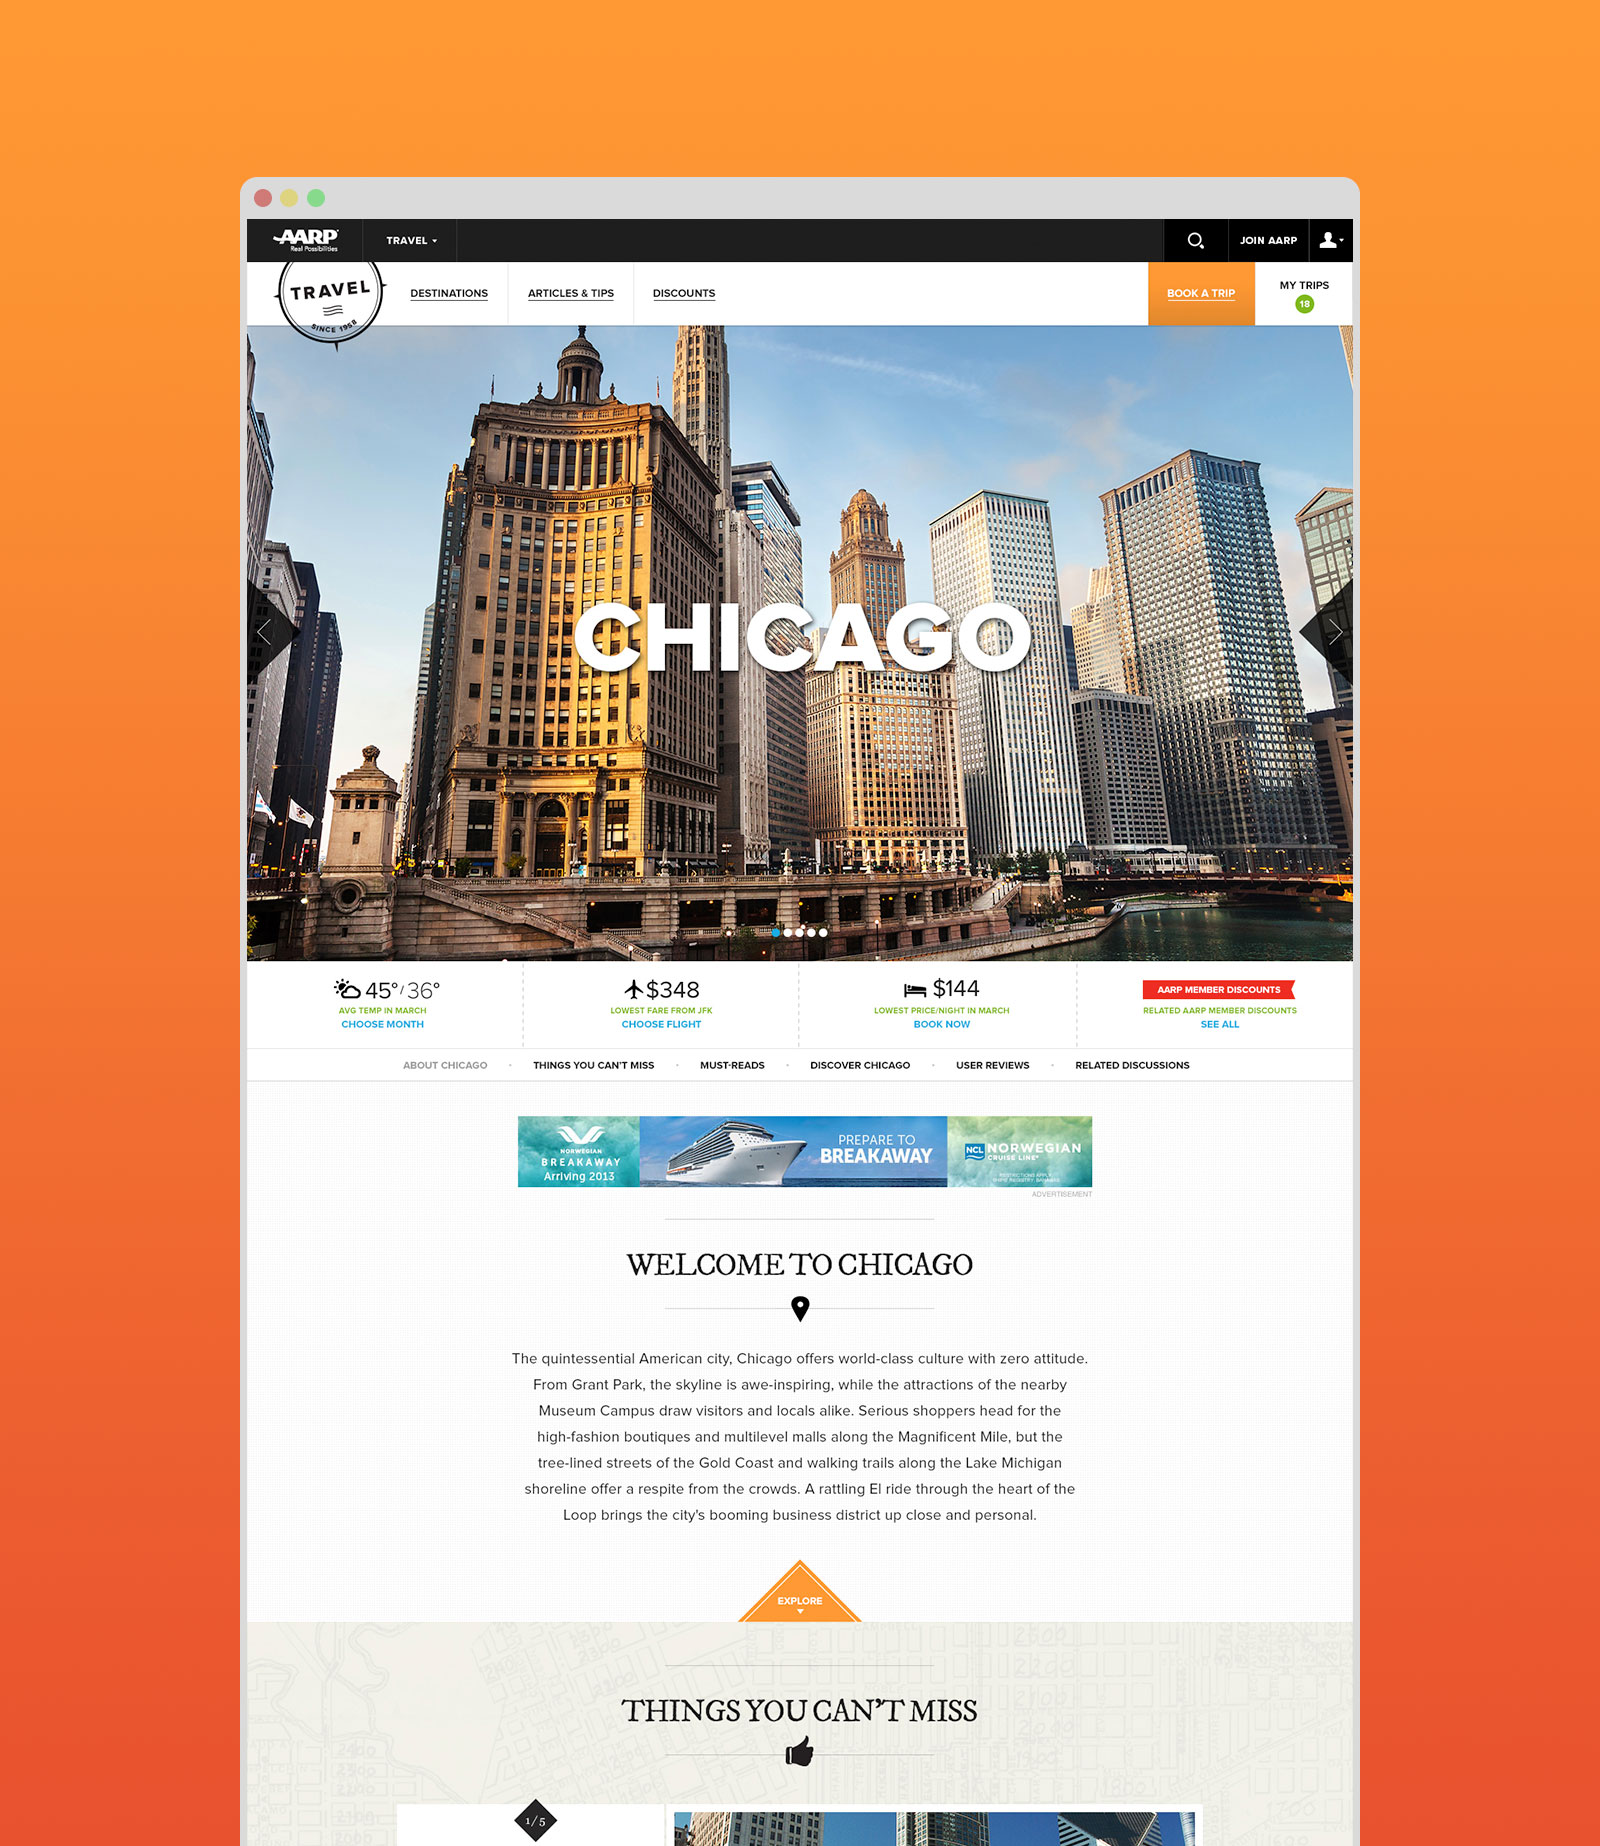 AARP
Real Possibilities
TRAVEL
JOIN AARP
TRAVEL
SINCE 1958
DESTINATIONS
ARTICLES & TIPS
DISCOUNTS
BOOK A TRIP
MY TRIPS
18
CHICAGO
45°/36°
AVG TEMP IN MARCH
CHOOSE MONTH
$348
LOWEST FARE FROM JFK
CHOOSE FLIGHT
$144
LOWEST PRICE/NIGHT IN MARCH
BOOK NOW
AARP MEMBER DISCOUNTS
RELATED AARP MEMBER DISCOUNTS
SEE ALL
ABOUT CHICAGO
THINGS YOU CAN'T MISS
MUST-READS
DISCOVER CHICAGO
USER REVIEWS
RELATED DISCUSSIONS
NORWEGIAN
BREAKAWAY
Arriving 2013
PREPARE TO
BREAKAWAY
NCL NORWEGIAN
CRUISE LINE®
ADVERTISEMENT
WELCOME TO CHICAGO
The quintessential American city, Chicago offers world-class culture with zero attitude.
From Grant Park, the skyline is awe-inspiring, while the attractions of the nearby
Museum Campus draw visitors and locals alike. Serious shoppers head for the
high-fashion boutiques and multilevel malls along the Magnificent Mile, but the
tree-lined streets of the Gold Coast and walking trails along the Lake Michigan
shoreline offer a respite from the crowds. A rattling El ride through the heart of the
Loop brings the city's booming business district up close and personal.
EXPLORE
THINGS YOU CAN'T MISS
1/5